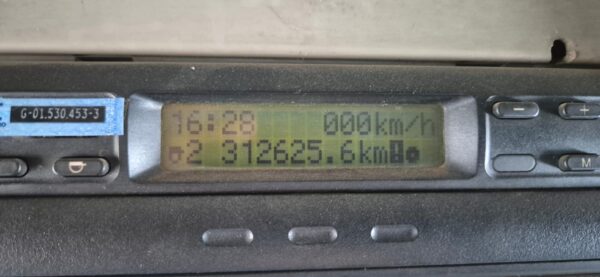 G-01.530.453-3
16:28 000km/h
2 312625.6km
- +
M